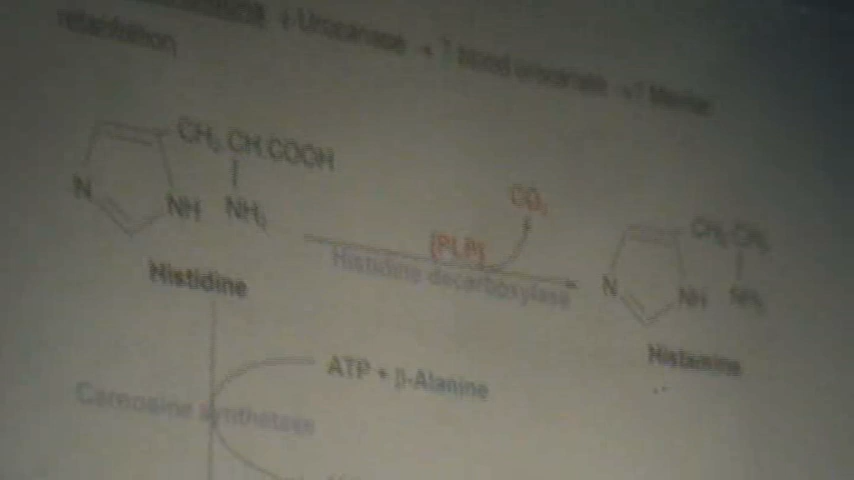 + Urocanase → ↑ blood urocanate → ↑ Mental
retardation
CH₂ CH.COOH
N
NH
NH₂
Histidine
CO₂
(PLP)
Histidine decarboxylase
CH₂ CH₂
N
NH
NH₂
Histamine
ATP + β-Alanine
Carnosine synthetase